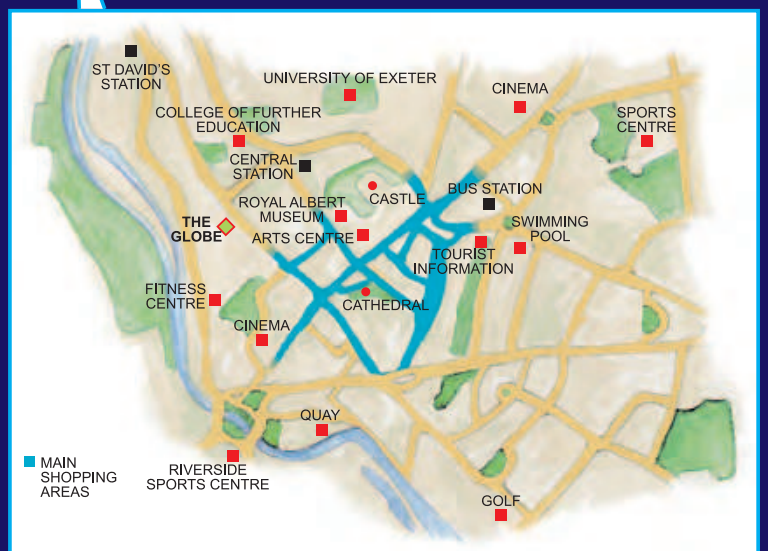 ST DAVID'S
STATION
UNIVERSITY OF EXETER
CINEMA
COLLEGE OF FURTHER
EDUCATION
SPORTS
CENTRE
CENTRAL
STATION
CASTLE
BUS STATION
ROYAL ALBERT
MUSEUM
THE
GLOBE
ARTS CENTRE
SWIMMING
POOL
TOURIST
INFORMATION
FITNESS
CENTRE
CATHEDRAL
CINEMA
QUAY
MAIN
SHOPPING
AREAS
RIVERSIDE
SPORTS CENTRE
GOLF